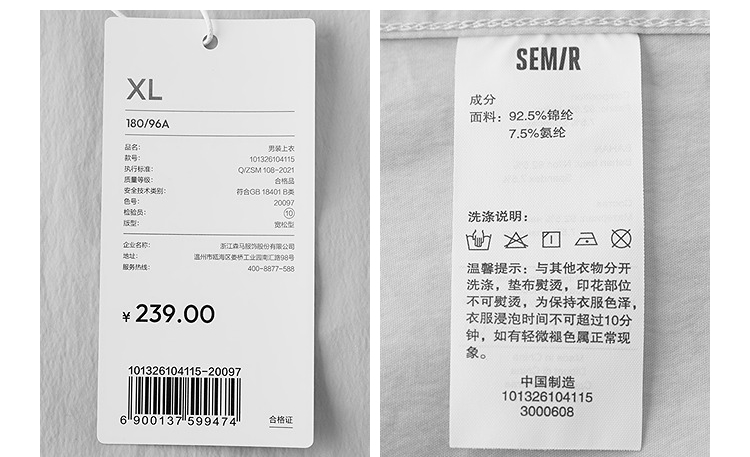 XL
180/96A
品名: 男装上衣
款号: 101326104115
执行标准: Q/ZSM 108-2021
质量等级: 合格品
安全技术类别: 符合GB 18401 B类
色号: 20097
检验员: ⑩
版型: 宽松型
企业名称: 浙江森马服饰股份有限公司
地址: 温州市瓯海区娄桥工业园南汇路98号
服务热线: 400-8877-588
¥ 239.00
101326104115-20097
6 900137 599474
合格证
SEMIR
成分
面料: 92.5%锦纶
7.5%氨纶
洗涤说明:
温馨提示: 与其他衣物分开
洗涤, 垫布熨烫, 印花部位
不可熨烫, 为保持衣服色泽,
衣服浸泡时间不可超过10分
钟, 如有轻微褪色属正常现
象。
中国制造
101326104115
3000608